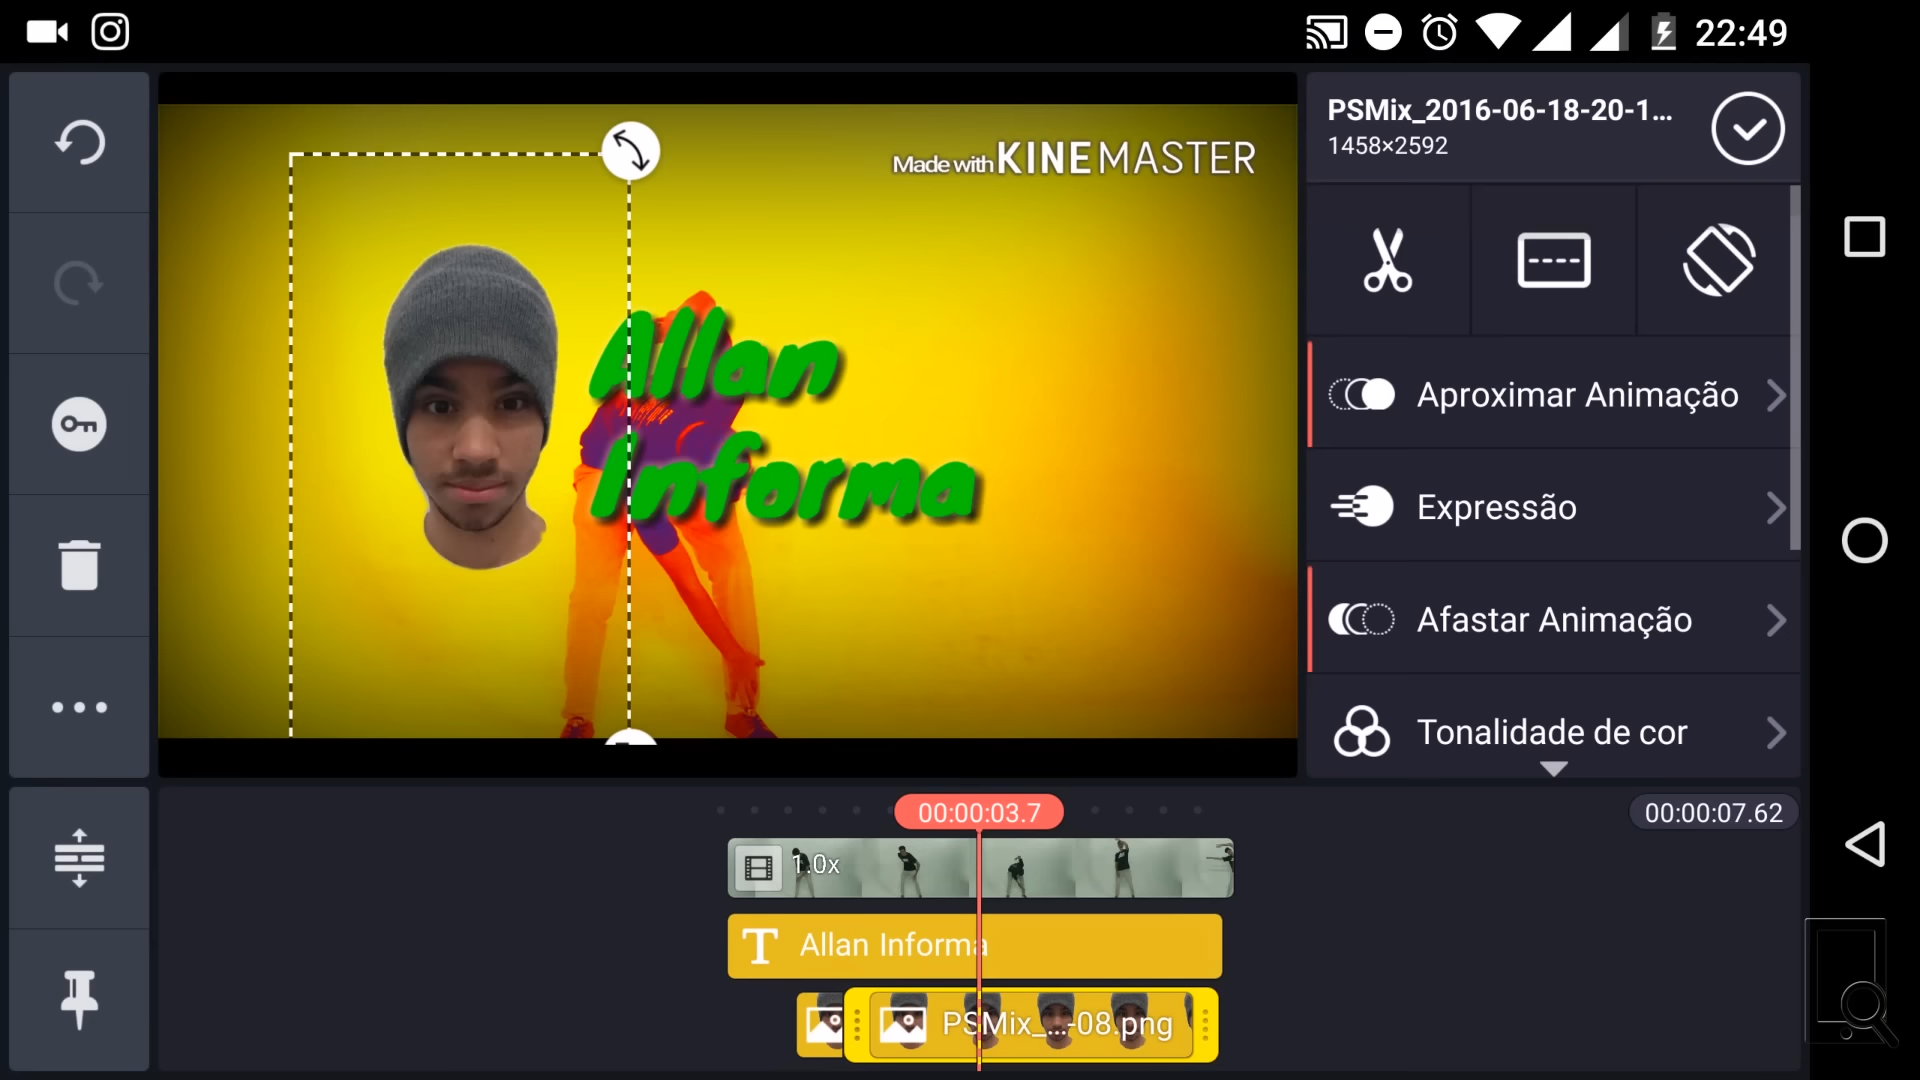 22:49
Made with KINEMASTER
PSMix_2016-06-18-20-1...
1458×2592
Allan
Informa
Aproximar Animação
Expressão
Afastar Animação
Tonalidade de cor
00:00:03.7
00:00:07.62
1.0x
T Allan Informa
PSMix_...-08.png